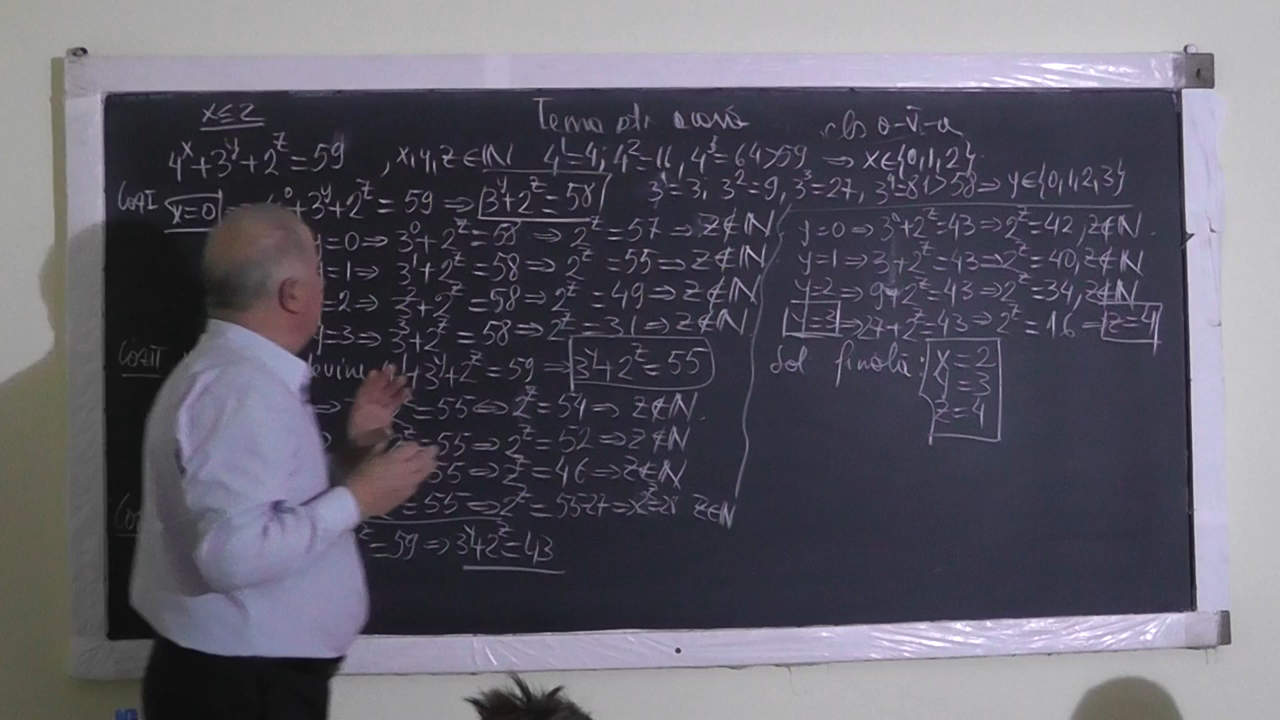 x ≤ 2
Tema pt. acasă cls a-V-a
4^x+3^y+2^z=59 , x,y,z∈ℕ 4^1=4; 4^2=16, 4^3=64>59 ⇒ x∈{0,1,2}
3^1=3; 3^2=9, 3^3=27, 3^4=81>58 ⇒ y∈{0,1,2,3}
Caz I x=0 4^0+3^y+2^z=59 ⇒ 3^y+2^z=58
y=0 ⇒ 3^0+2^z=58 ⇒ 2^z=57 ⇒ z∉ℕ
=1 ⇒ 3^1+2^z=58 ⇒ 2^z=55 ⇒ z∉ℕ
=2 ⇒ 3^2+2^z=58 ⇒ 2^z=49 ⇒ z∉ℕ
=3 ⇒ 3^3+2^z=58 ⇒ 2^z=31 ⇒ z∉ℕ
Caz II devine 4^1+3^y+2^z=59 ⇒ 3^y+2^z=55
=55 ⇔ 2^z=54 ⇒ z∉ℕ.
2^z=55 ⇒ 2^z=52 ⇒ z∉ℕ
55 ⇒ 2^z=46 ⇒ z∉ℕ
=55 ⇒ 2^z=55-27 ⇒ 2^z=28 z∉ℕ
=59 ⇒ 3^y+2^z=43
y=0 ⇒ 3^0+2^z=43 ⇒ 2^z=42, z∉ℕ.
y=1 ⇒ 3+2^z=43 ⇒ 2^z=40, z∉ℕ
y=2 ⇒ 9+2^z=43 ⇒ 2^z=34, z∉ℕ
y=3 ⇒ 27+2^z=43 ⇒ 2^z=16 ⇒ z=4
Sol finală: x=2
y=3
z=4